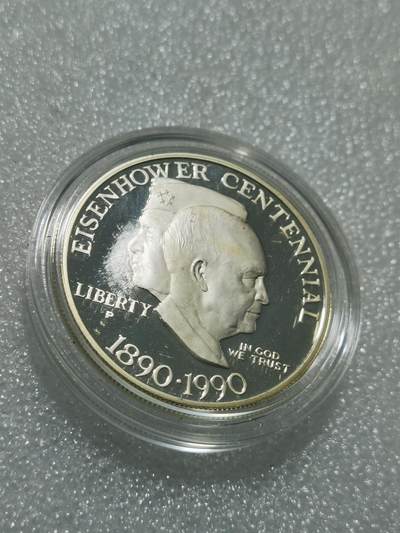 EISENHOWER CENTENNIAL
LIBERTY
P
IN GOD
WE TRUST
1890·1990